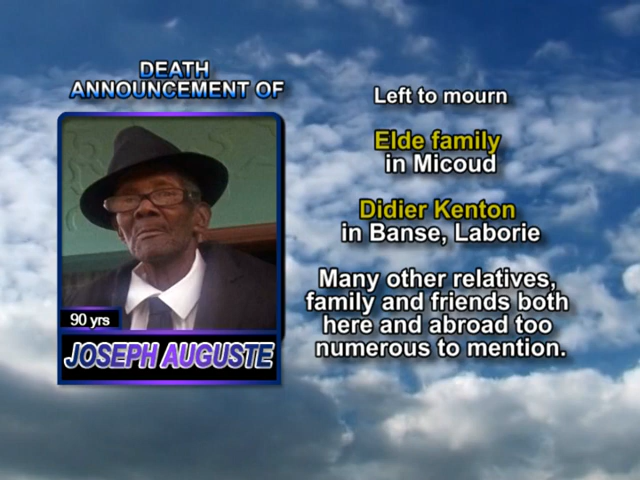 DEATH
ANNOUNCEMENT OF
90 yrs
JOSEPH AUGUSTE
Left to mourn
Elde family
in Micoud
Didier Kenton
in Banse, Laborie
Many other relatives,
family and friends both
here and abroad too
numerous to mention.